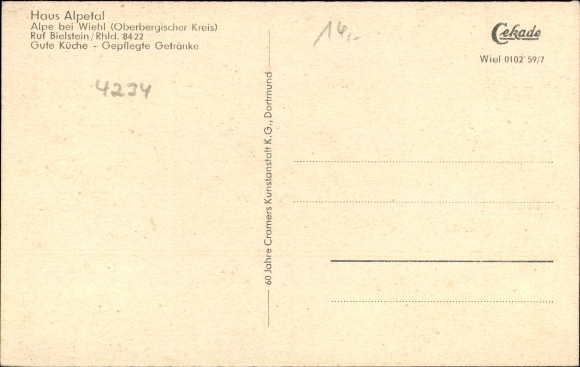 Haus Alpetal
Alpe bei Wiehl (Oberbergischer Kreis)
Ruf Bielstein/Rhld. 8422
Gute Küche - Gepflegte Getränke
4234
14,-
Cekade
Wiel 0102 59/7
60 Jahre Cramers Kunstanstalt K.G., Dortmund